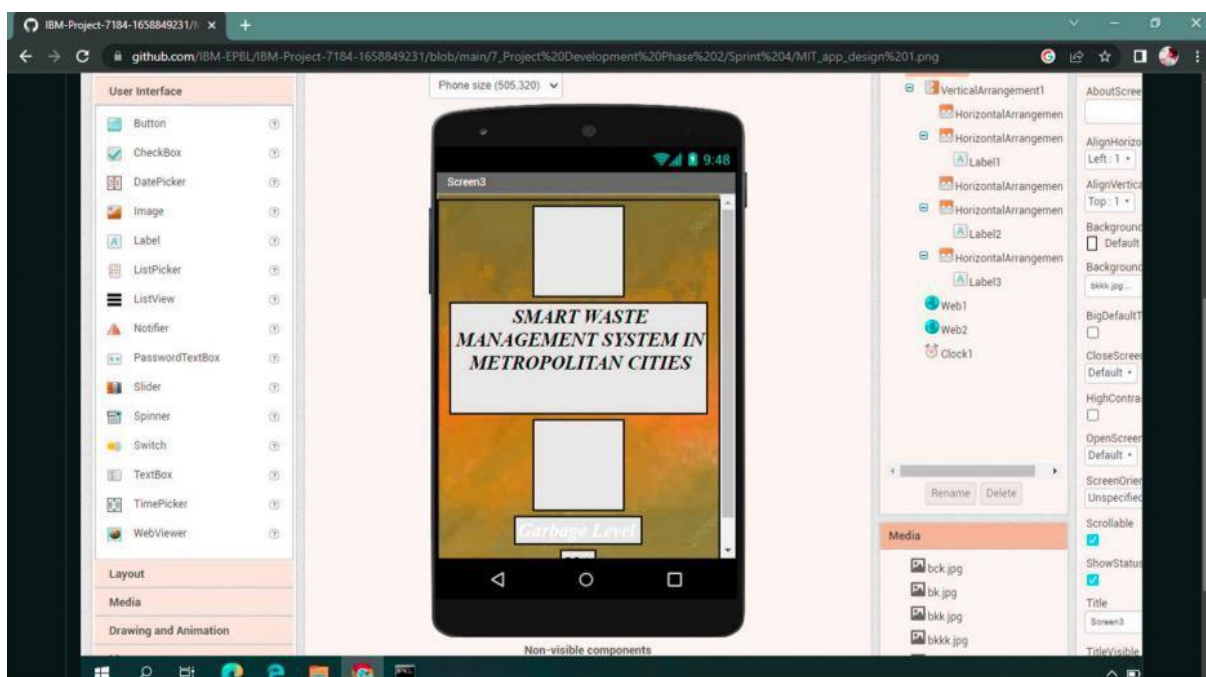 IBM-Project-7184-1658849231/
github.com/IBM-EPBL/IBM-Project-7184-1658849231/blob/main/7_Project%20Development%20Phase%202/Sprint%204/MIT_app_design%201.png
User Interface
Button
CheckBox
DatePicker
Image
Label
ListPicker
ListView
Notifier
PasswordTextBox
Slider
Spinner
Switch
TextBox
TimePicker
WebViewer
Layout
Media
Drawing and Animation
Phone size (505,320)
9:48
Screen3
SMART WASTE
MANAGEMENT SYSTEM IN
METROPOLITAN CITIES
Garbage Level
Non-visible components
VerticalArrangement1
HorizontalArrangemen
HorizontalArrangemen
Label1
HorizontalArrangemen
HorizontalArrangemen
Label2
HorizontalArrangemen
Label3
Web1
Web2
Clock1
Rename Delete
Media
bck.jpg
bk.jpg
bkk.jpg
bkkk.jpg
AboutScree
AlignHorizo
Left : 1
AlignVertica
Top : 1
Background
Default
Background
bkkk.jpg...
BigDefaultT
CloseScreen
Default
HighContra
OpenScreen
Default
ScreenOrien
Unspecified
Scrollable
ShowStatus
Title
Screen3
TitleVisible